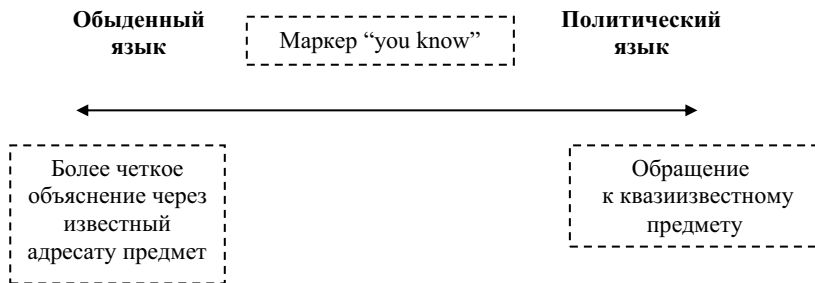 Обыденный
язык
Маркер “you know”
Политический
язык
Более четкое
объяснение через
известный
адресату предмет
Обращение
к квазиизвестному
предмету